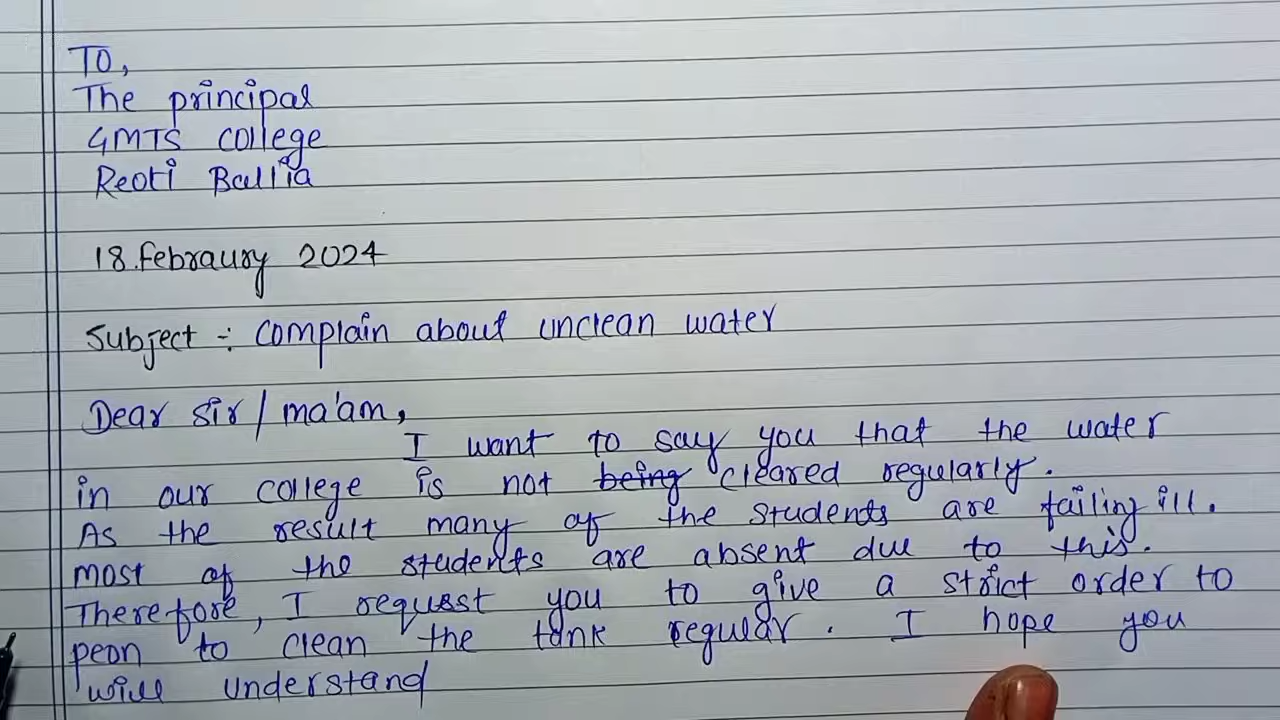 TO,
The principal
GMTS college
Reoti Ballia
18.Febraury 2024
Subject :- complain about unclean water
Dear sir/ma'am,
I want to say you that the water
in our college is not being cleared regularly.
As the result many of the students are failing ill.
most of the students are absent due to this.
Therefore, I request you to give a strict order to
peon to clean the tank regular. I hope you
will understand